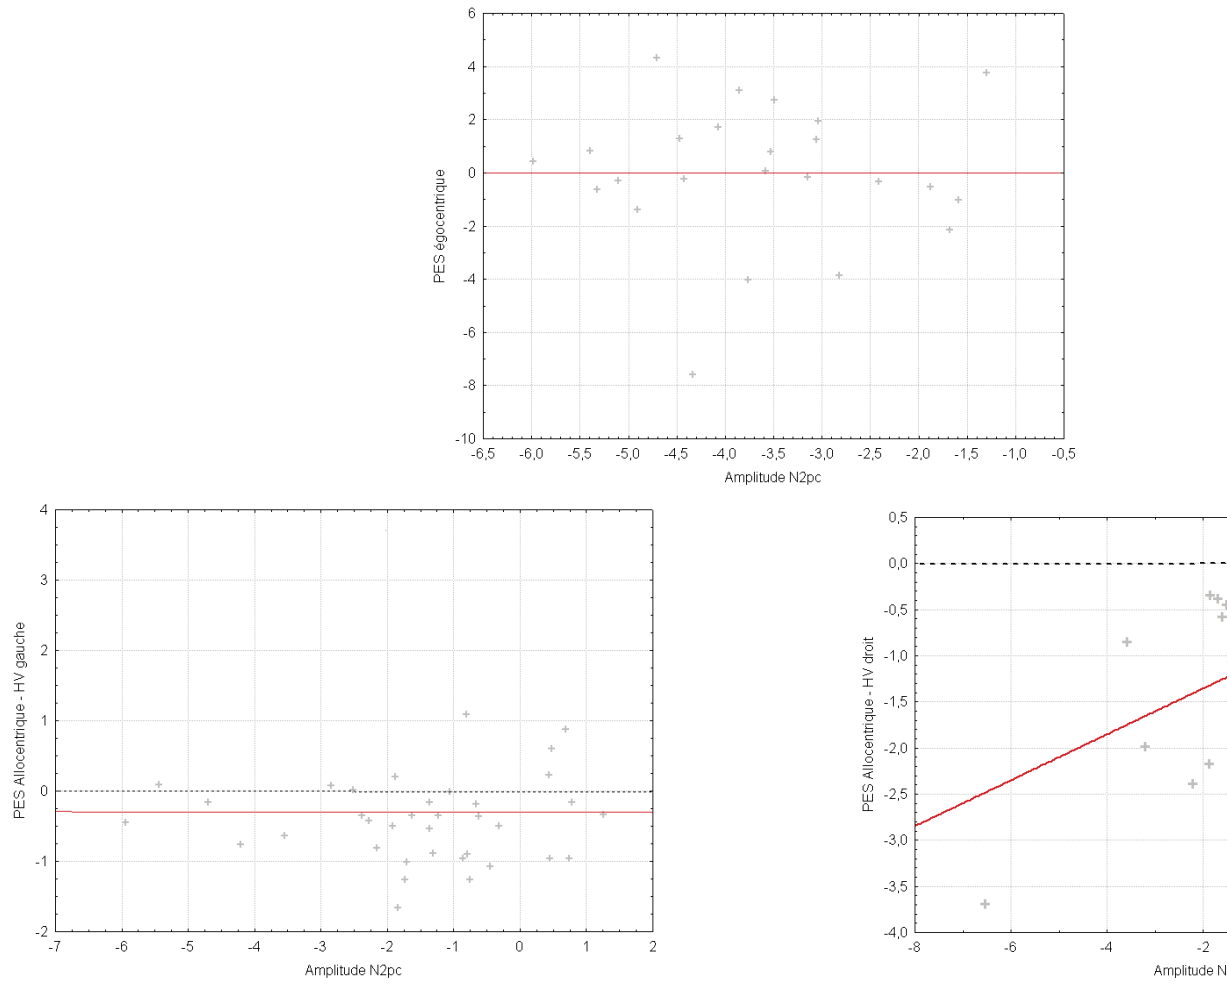 6
4
2
0
-2
-4
-6
-8
-10
PES égocentrique
-6,5 -6,0 -5,5 -5,0 -4,5 -4,0 -3,5 -3,0 -2,5 -2,0 -1,5 -1,0 -0,5
Amplitude N2pc
4
3
2
1
0
-1
-2
PES Allocentrique - HV gauche
-7 -6 -5 -4 -3 -2 -1 0 1 2
Amplitude N2pc
0,5
0,0
-0,5
-1,0
-1,5
-2,0
-2,5
-3,0
-3,5
-4,0
PES Allocentrique - HV droit
-8 -6 -4 -2
Amplitude N